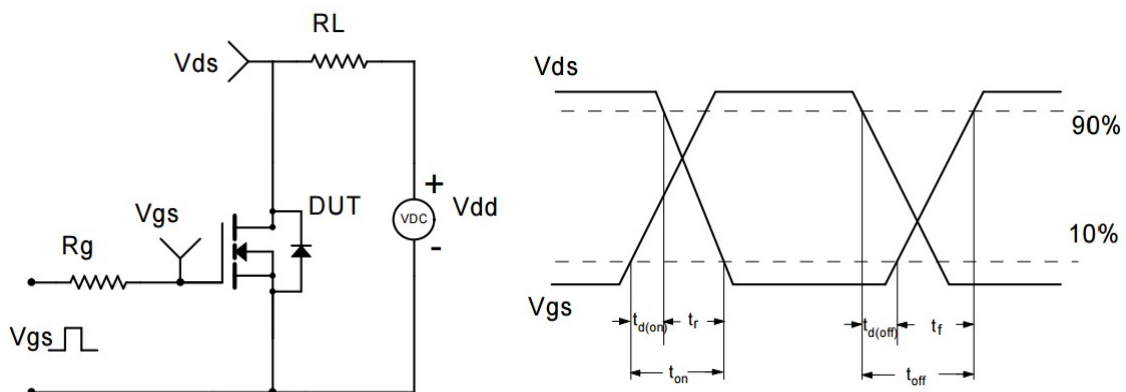 RL
Vds
Vgs
DUT
+
VDC
Vdd
-
Rg
Vgs
Vds
90%
10%
Vgs
td(on)
tr
td(off)
tf
ton
toff